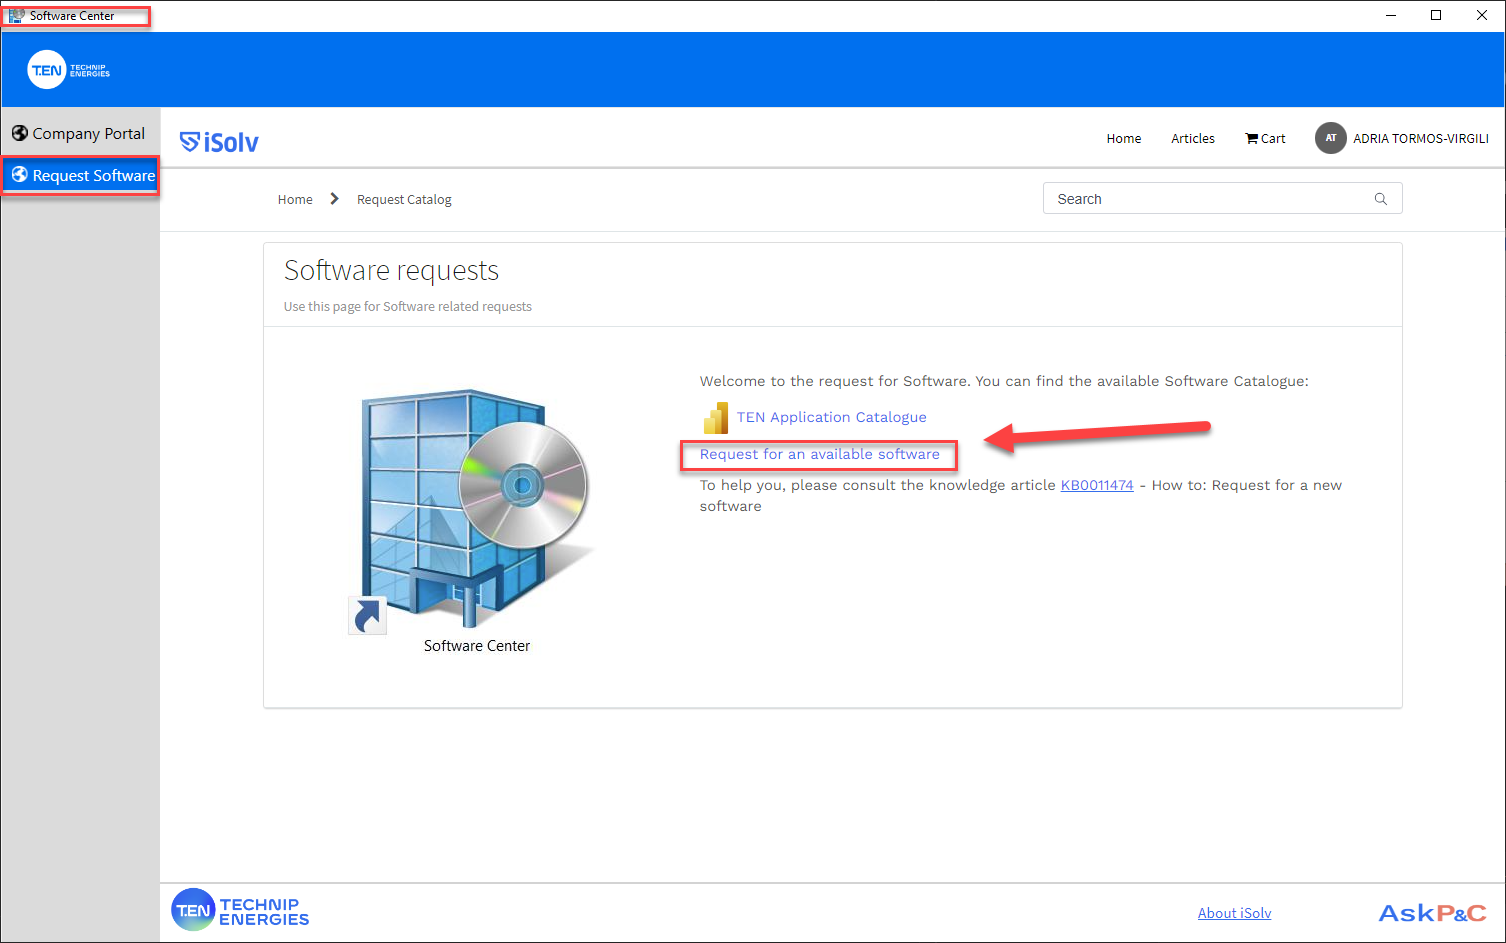 Software Center
T.EN TECHNIP
ENERGIES
Company Portal
Request Software
iSolv
Home
Articles
Cart
AT
ADRIA TORMOS-VIRGILI
Home
Request Catalog
Search
Software requests
Use this page for Software related requests
Welcome to the request for Software. You can find the available Software Catalogue:
TEN Application Catalogue
Request for an available software
To help you, please consult the knowledge article KB0011474 - How to: Request for a new
software
Software Center
T.EN TECHNIP
ENERGIES
About iSolv
AskP&C